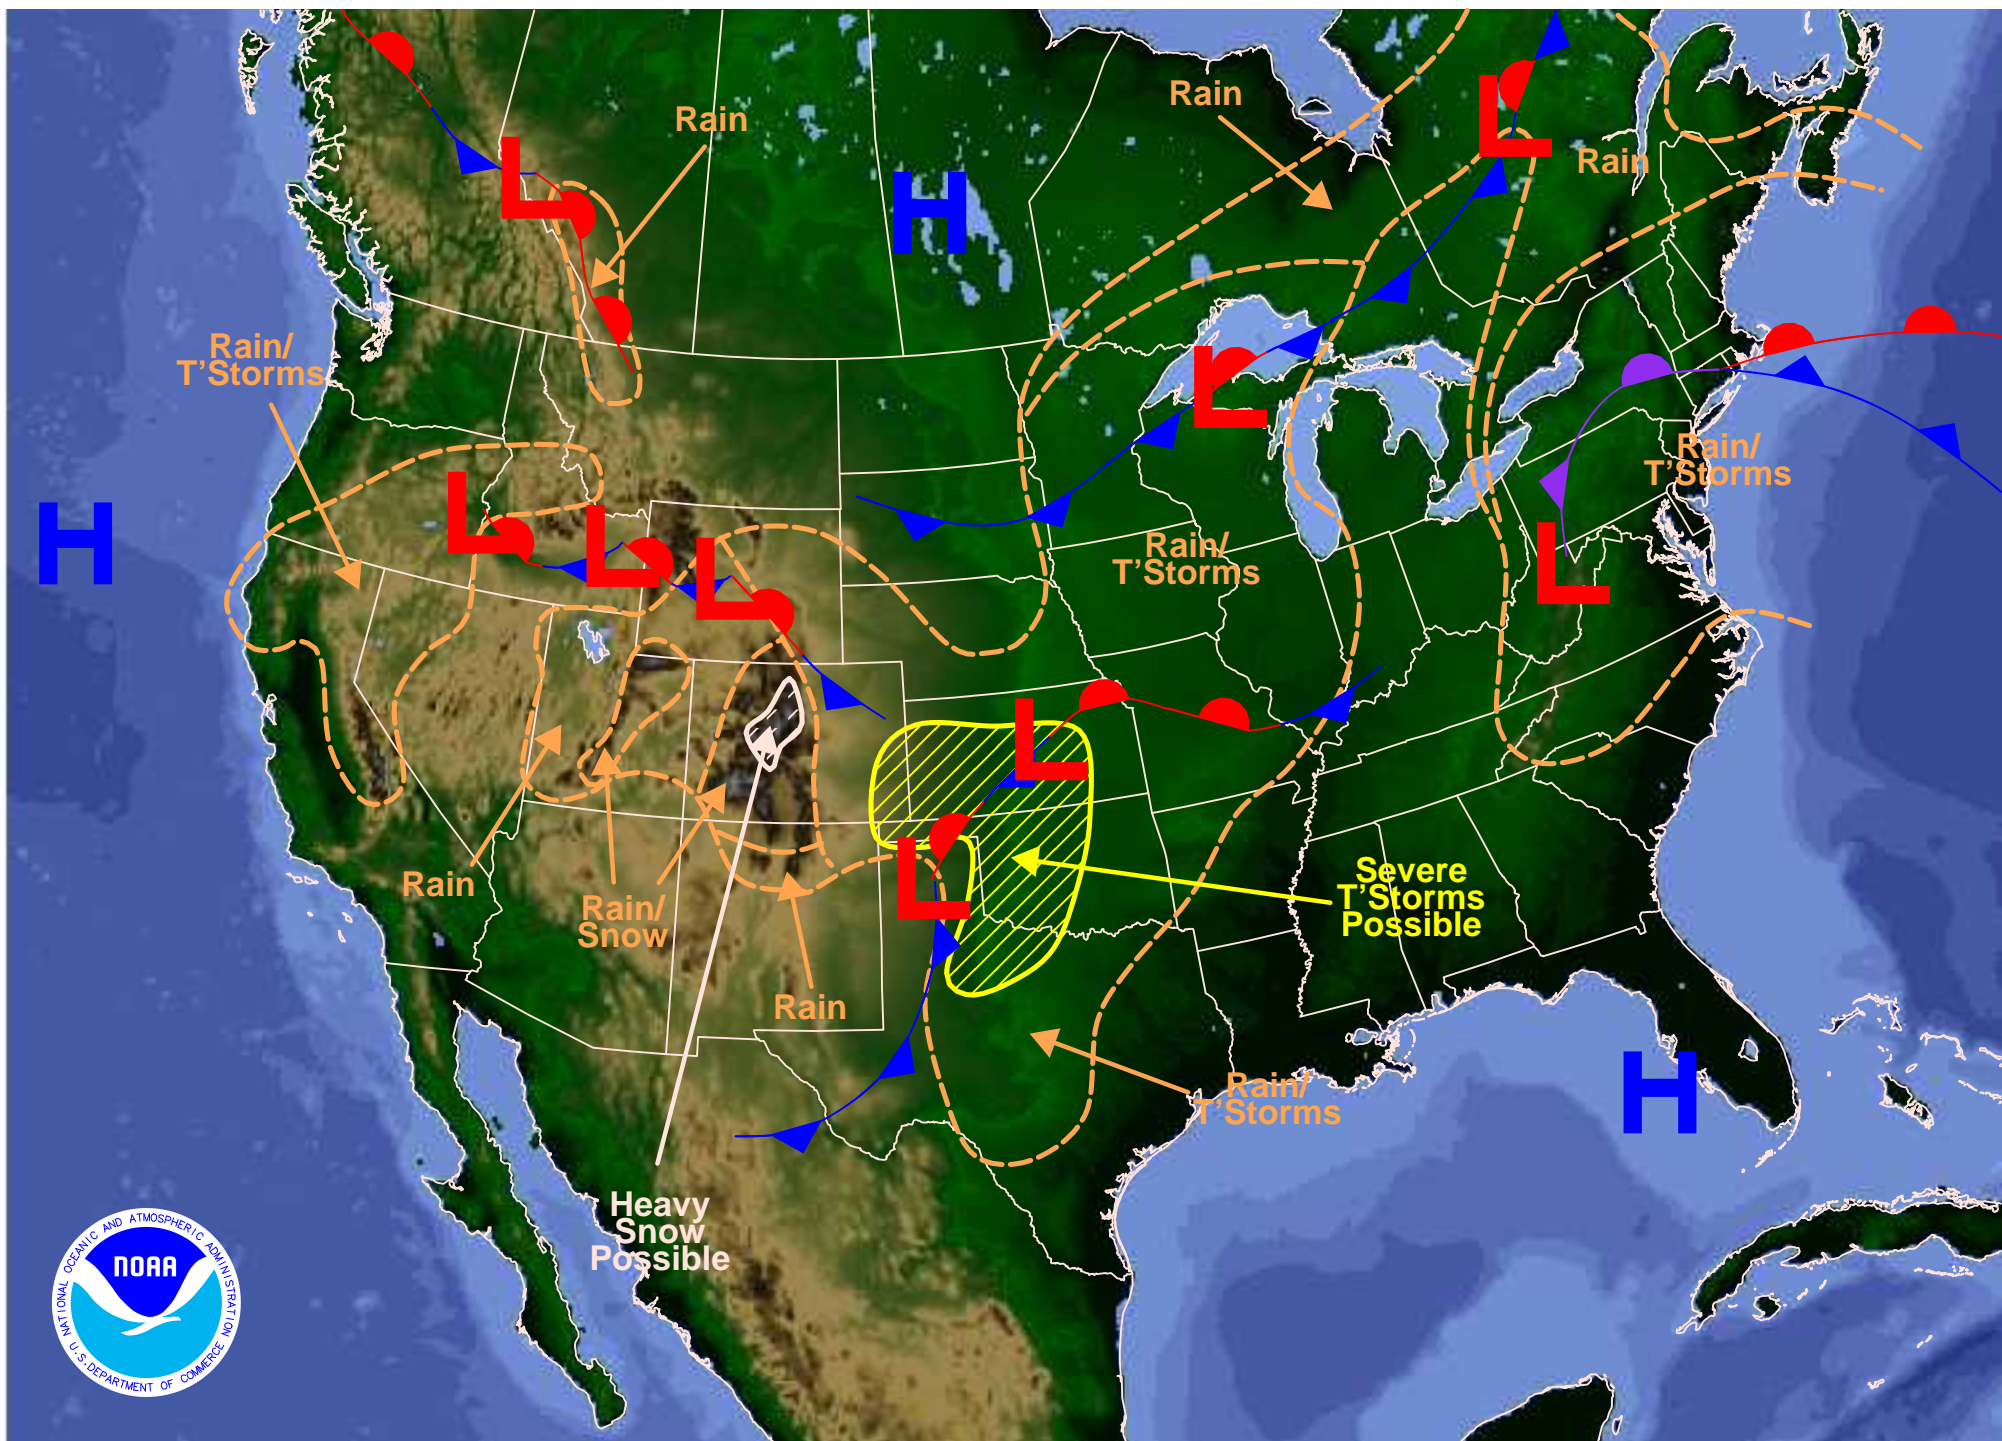 Rain
Rain
L
L
Rain
H
Rain/
T'Storms
L
Rain/
T'Storms
L
H
L
L
Rain/
T'Storms
L
L
L
Severe
T'Storms
Possible
L
Rain
Rain/
Snow
Rain
H
Rain/
T'Storms
Heavy
Snow
Possible
NOAA
NATIONAL OCEANIC AND ATMOSPHERIC ADMINISTRATION
U.S. DEPARTMENT OF COMMERCE